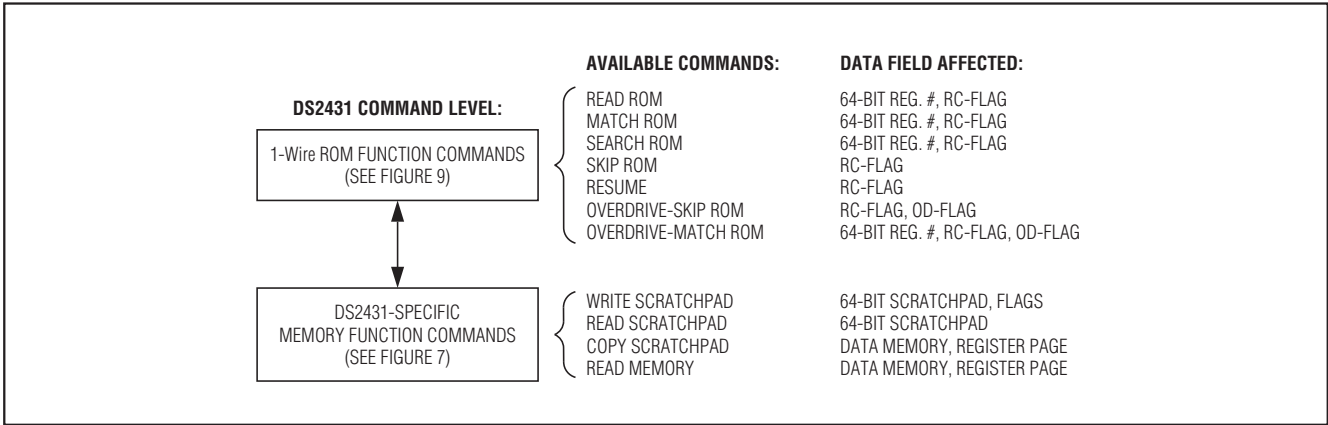 AVAILABLE COMMANDS: DATA FIELD AFFECTED:
DS2431 COMMAND LEVEL:
1-Wire ROM FUNCTION COMMANDS
(SEE FIGURE 9)
READ ROM 64-BIT REG. #, RC-FLAG
MATCH ROM 64-BIT REG. #, RC-FLAG
SEARCH ROM 64-BIT REG. #, RC-FLAG
SKIP ROM RC-FLAG
RESUME RC-FLAG
OVERDRIVE-SKIP ROM RC-FLAG, OD-FLAG
OVERDRIVE-MATCH ROM 64-BIT REG. #, RC-FLAG, OD-FLAG
DS2431-SPECIFIC
MEMORY FUNCTION COMMANDS
(SEE FIGURE 7)
WRITE SCRATCHPAD 64-BIT SCRATCHPAD, FLAGS
READ SCRATCHPAD 64-BIT SCRATCHPAD
COPY SCRATCHPAD DATA MEMORY, REGISTER PAGE
READ MEMORY DATA MEMORY, REGISTER PAGE